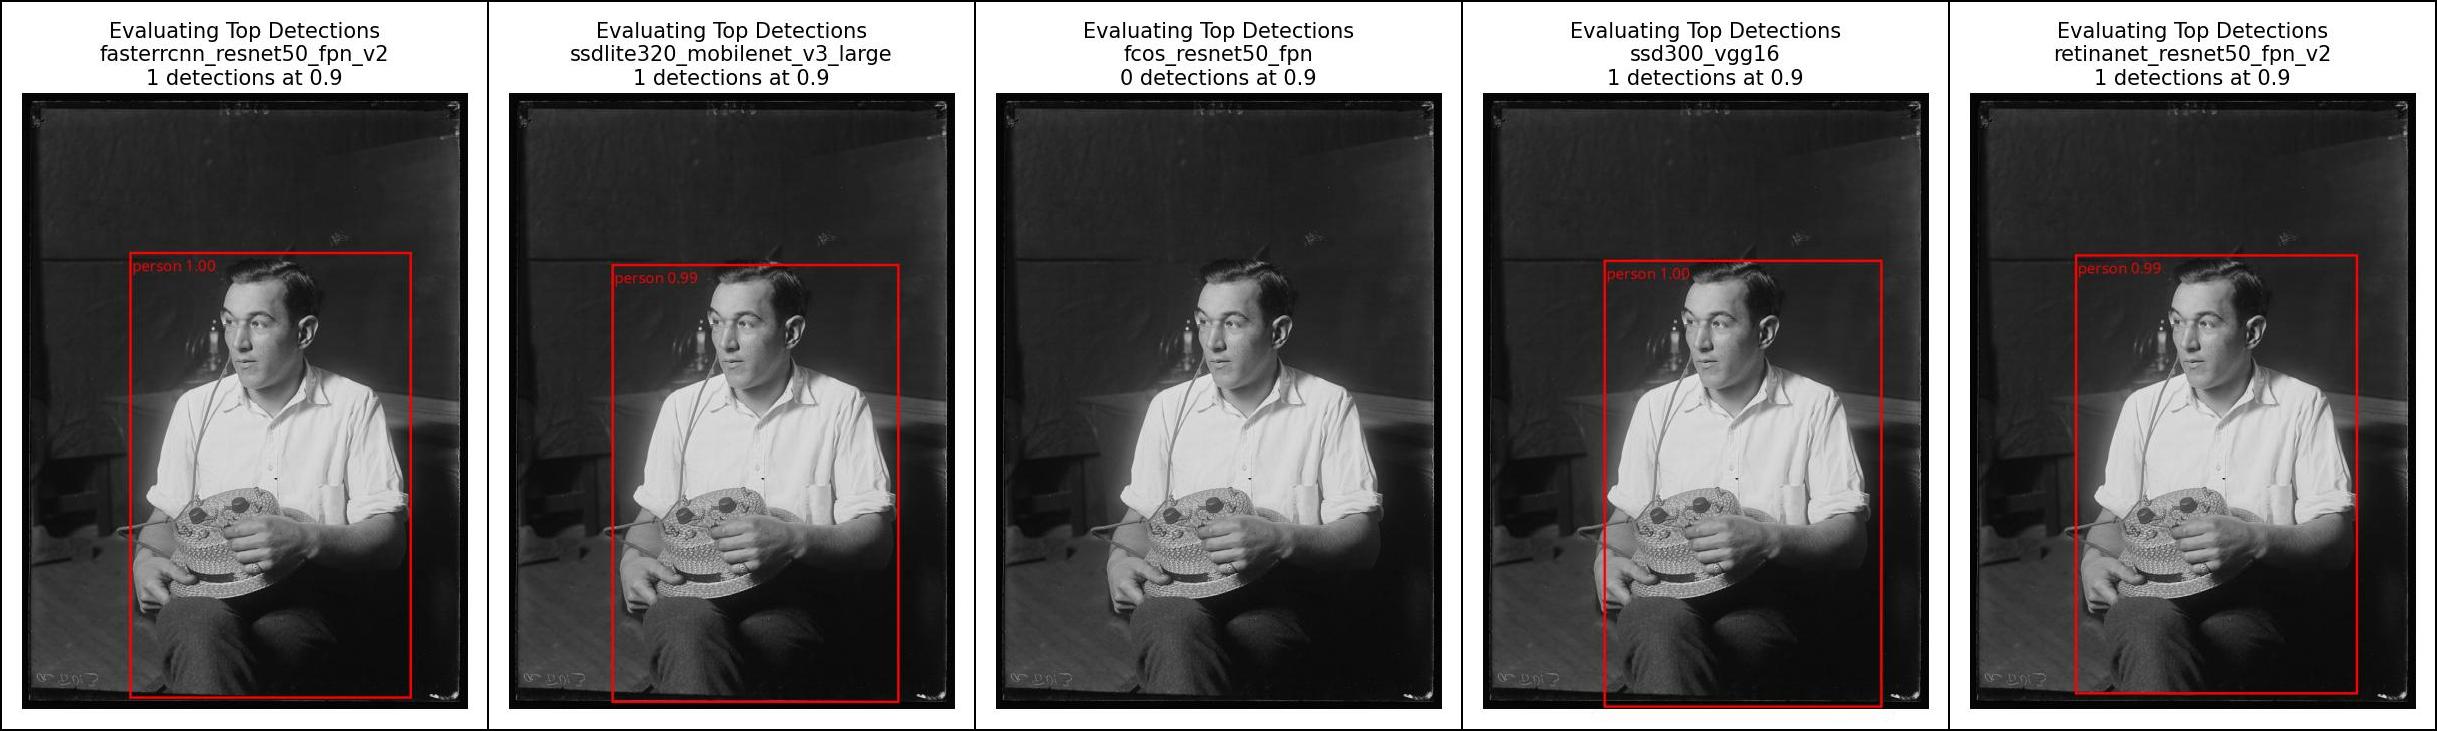 Evaluating Top Detections
fasterrcnn_resnet50_fpn_v2
1 detections at 0.9
person 1.00
Evaluating Top Detections
ssdlite320_mobilenet_v3_large
1 detections at 0.9
person 0.99
Evaluating Top Detections
fcos_resnet50_fpn
0 detections at 0.9
Evaluating Top Detections
ssd300_vgg16
1 detections at 0.9
person 1.00
Evaluating Top Detections
retinanet_resnet50_fpn_v2
1 detections at 0.9
person 0.99